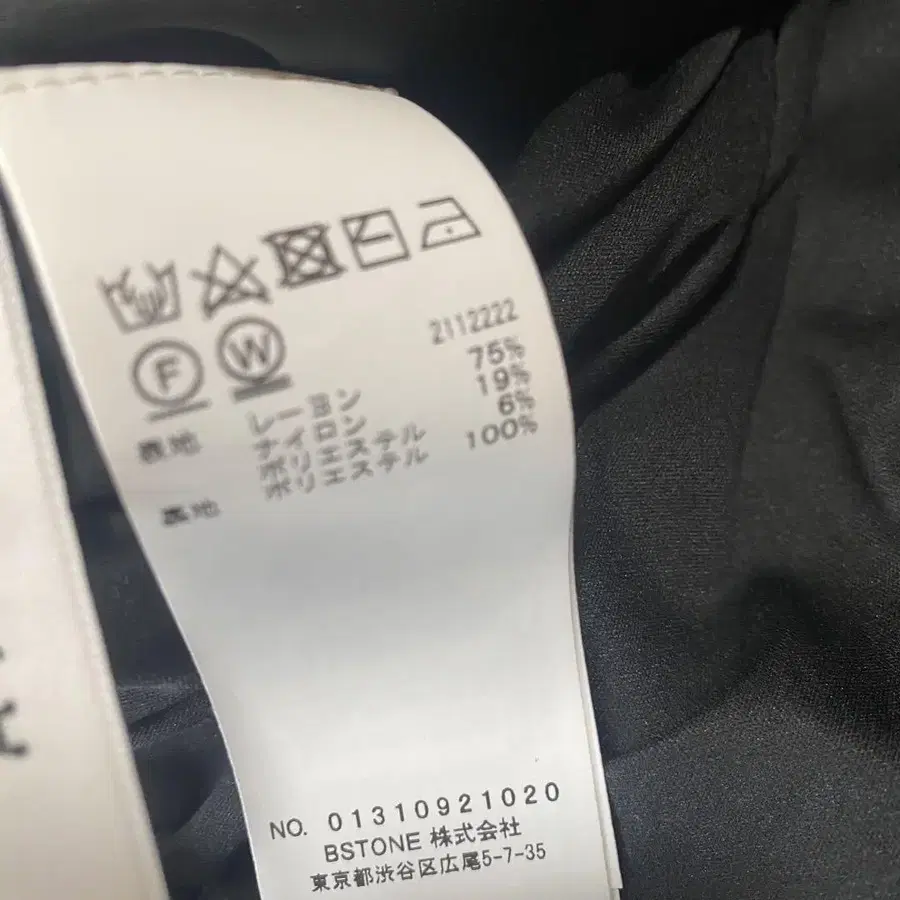 F W
2112222
表地 レーヨン 75%
ナイロン 19%
ポリエステル 6%
裏地 ポリエステル 100%
NO. 01310921020
BSTONE 株式会社
東京都渋谷区広尾5-7-35